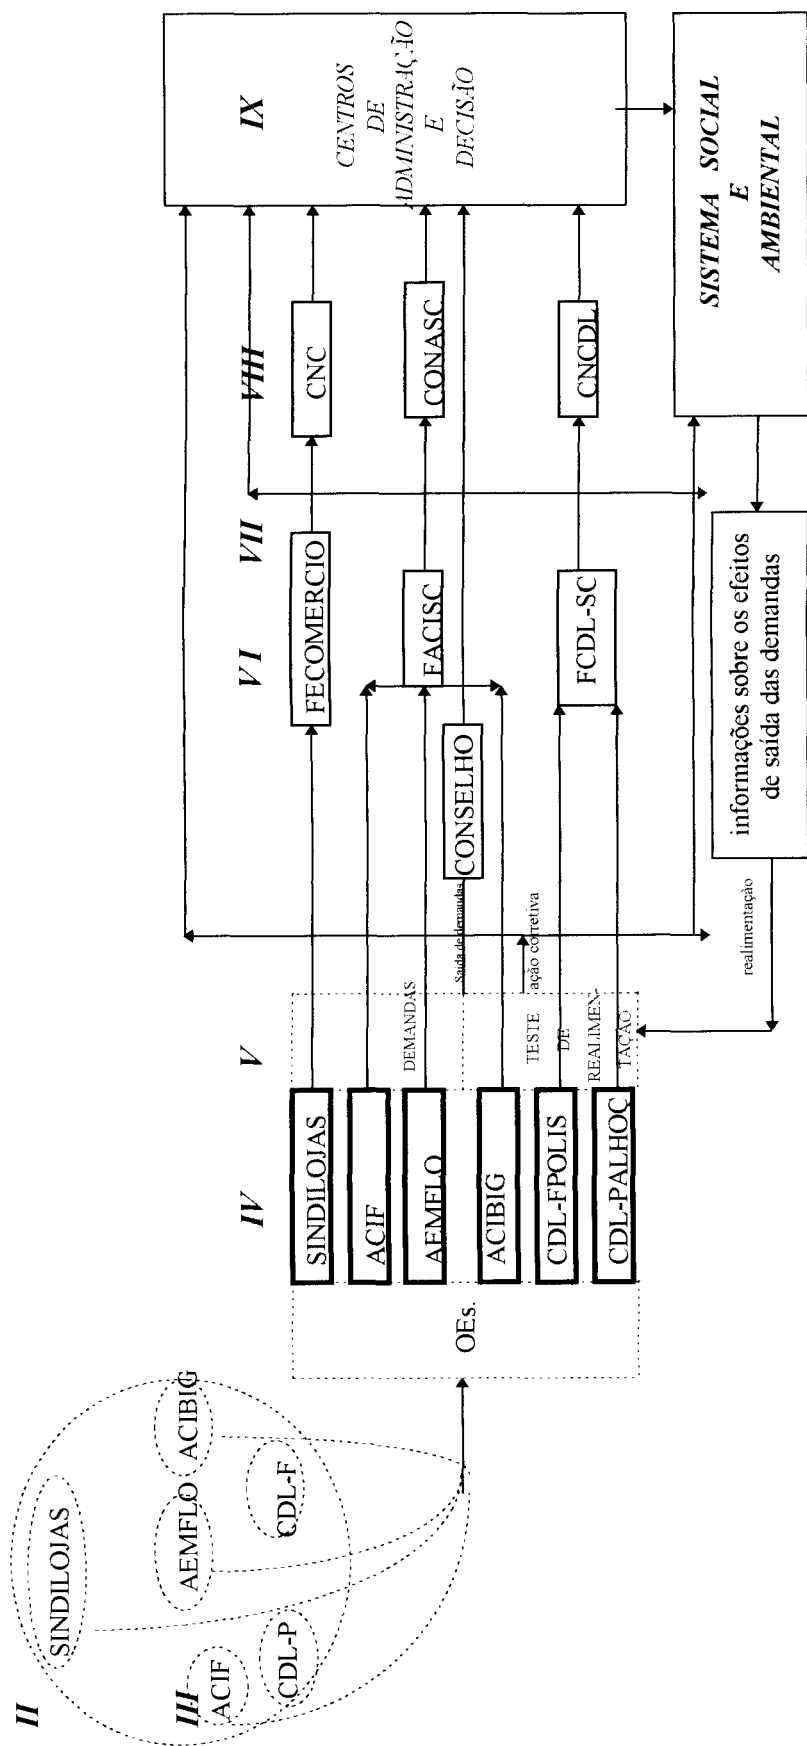 II
III
IV
V
V I
VII
VIII
IX
SINDILOJAS
ACIF
AEMFLO
ACIBIG
CDL-P
CDL-F
OEs.
SINDILOJAS
ACIF
AEMFLO
ACIBIG
CDL-FPOLIS
CDL-PALHOÇ
DEMANDAS
TESTE
DE
REALIMEN-
TAÇÃO
Saída de demandas
ação corretiva
CONSELHO
FECOMERCIO
FACISC
FCDL-SC
CNC
CONASC
CNCDL
CENTROS
DE
ADMINISTRAÇÃO
E
DECISÃO
SISTEMA SOCIAL
E
AMBIENTAL
informações sobre os efeitos
de saída das demandas
realimentação